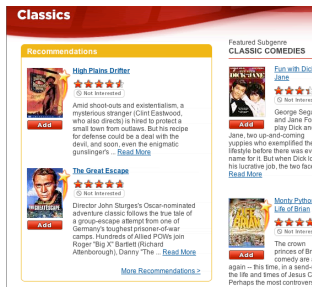 Classics
Recommendations
High Plains Drifter
Not Interested
Amid shoot-outs and existentialism, a
mysterious stranger (Clint Eastwood,
who also directs) is hired to protect a
small town from outlaws. But his recipe
for defense could be a deal with the
devil, and soon, even the enigmatic
gunslinger's ... Read More
Add
The Great Escape
Not Interested
Director John Sturges's Oscar-nominated
adventure classic follows the true tale of
a group-escape attempt from one of
Germany's toughest prisoner-of-war
camps. Hundreds of Allied POWs join
Roger "Big X" Bartlett (Richard
Attenborough), Danny "The ... Read More
Add
More Recommendations >
Featured Subgenre
CLASSIC COMEDIES
Fun with Dick
Jane
Not Interes
George Sega
and Jane Fo
play Dick an
Add
Jane, two up-and-coming
yuppies who exemplified the
lifestyle before there was ev
name for it. But when Dick lo
his lucrative job, the two face
Read More
Monty Python
Life of Brian
Not Interes
Add
The crown
princes of Br
comedy are
again -- this time, in a send-
the life and times of Jesus C
Perhaps the most controvers